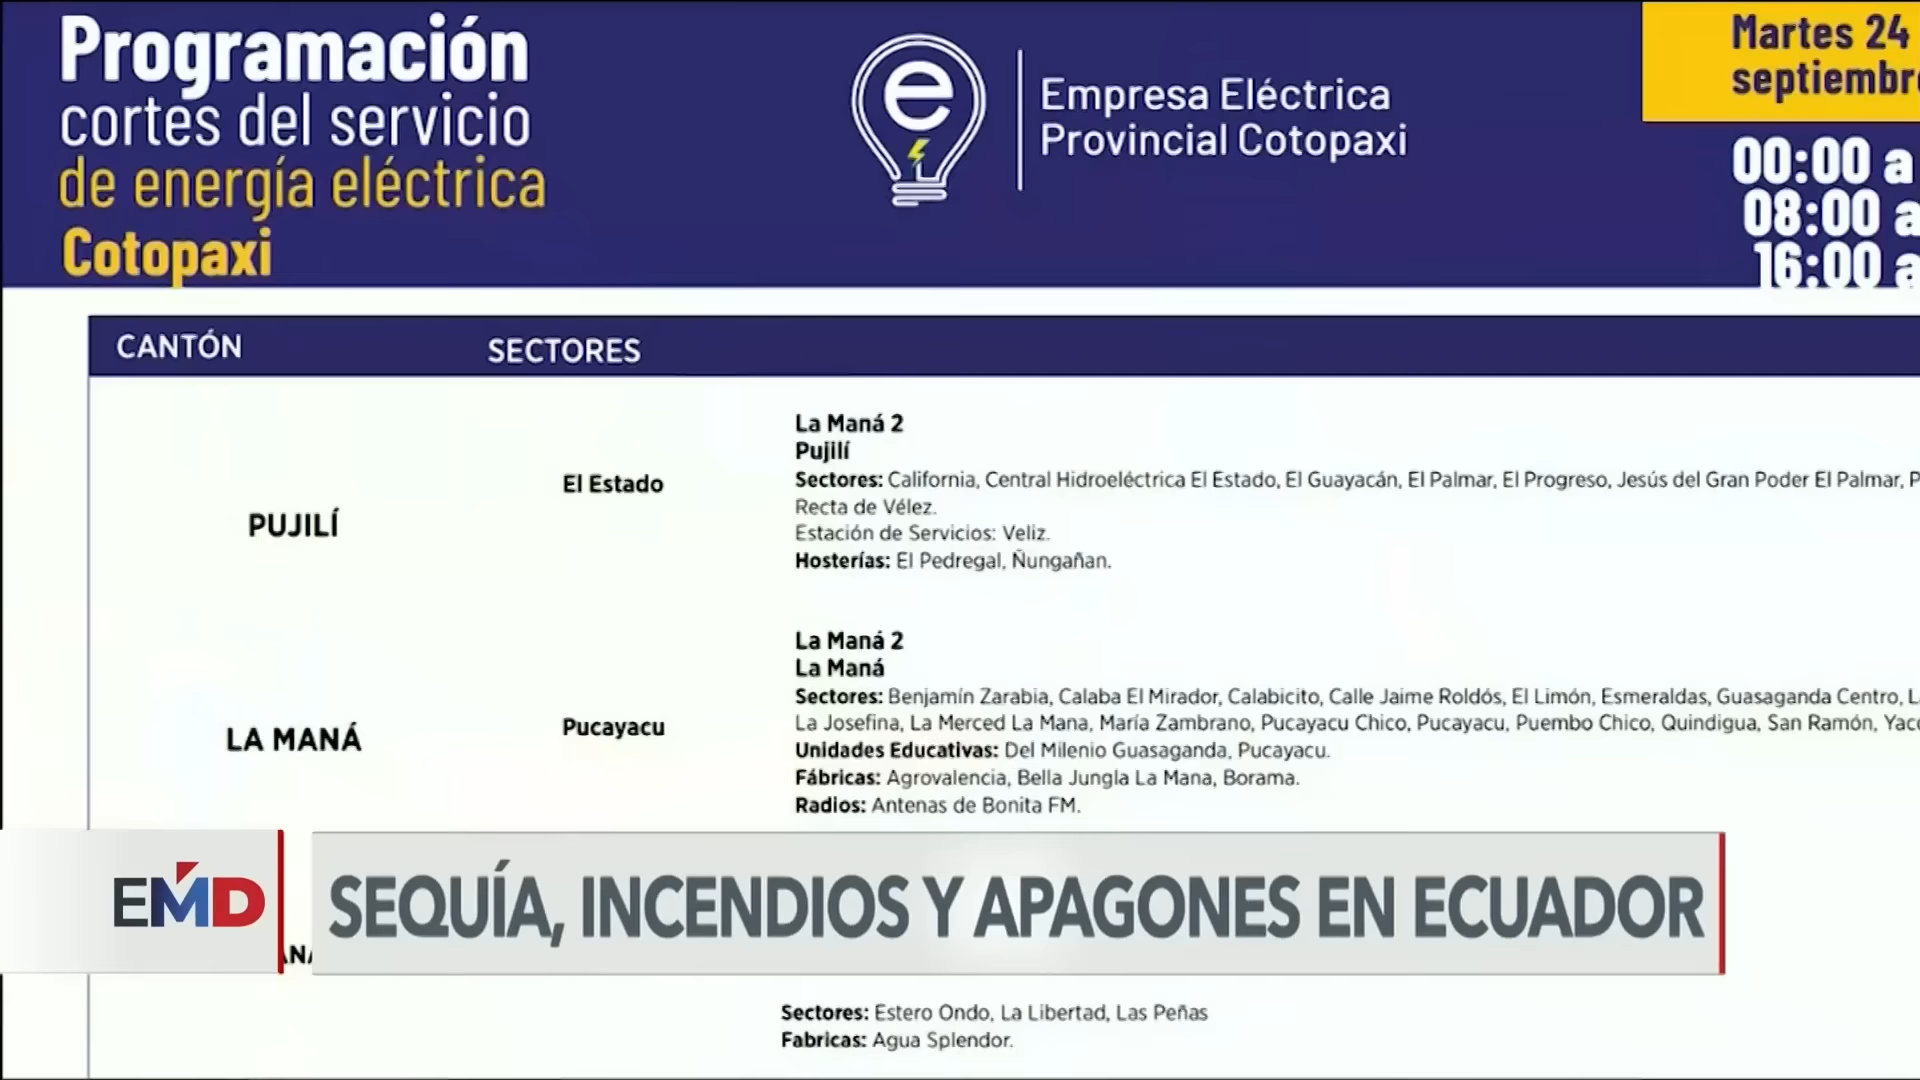 Programación
cortes del servicio
de energía eléctrica
Cotopaxi
e
Empresa Eléctrica
Provincial Cotopaxi
Martes 24
septiembre
00:00 a
08:00 a
16:00 a
CANTÓN
SECTORES
PUJILÍ
El Estado
La Maná 2
Pujilí
Sectores: California, Central Hidroeléctrica El Estado, El Guayacán, El Palmar, El Progreso, Jesús del Gran Poder El Palmar,
Recta de Vélez.
Estación de Servicios: Veliz.
Hosterías: El Pedregal, Ñungañan.
LA MANÁ
Pucayacu
La Maná 2
La Maná
Sectores: Benjamín Zarabia, Calaba El Mirador, Calabicito, Calle Jaime Roldós, El Limón, Esmeraldas, Guasaganda Centro,
La Josefina, La Merced La Mana, María Zambrano, Pucayacu Chico, Pucayacu, Puembo Chico, Quindigua, San Ramón,
Unidades Educativas: Del Milenio Guasaganda, Pucayacu.
Fábricas: Agrovalencia, Bella Jungla La Mana, Borama.
Radios: Antenas de Bonita FM.
EMD
SEQUÍA, INCENDIOS Y APAGONES EN ECUADOR
Sectores: Estero Ondo, La Libertad, Las Peñas
Fabricas: Agua Splendor.